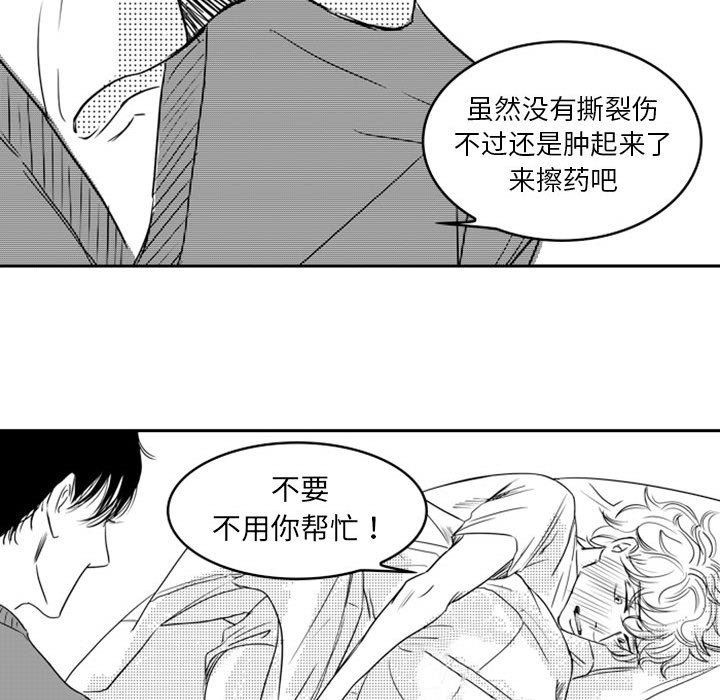 虽然没有撕裂伤
不过还是肿起来了
来擦药吧
不要
不用你帮忙！